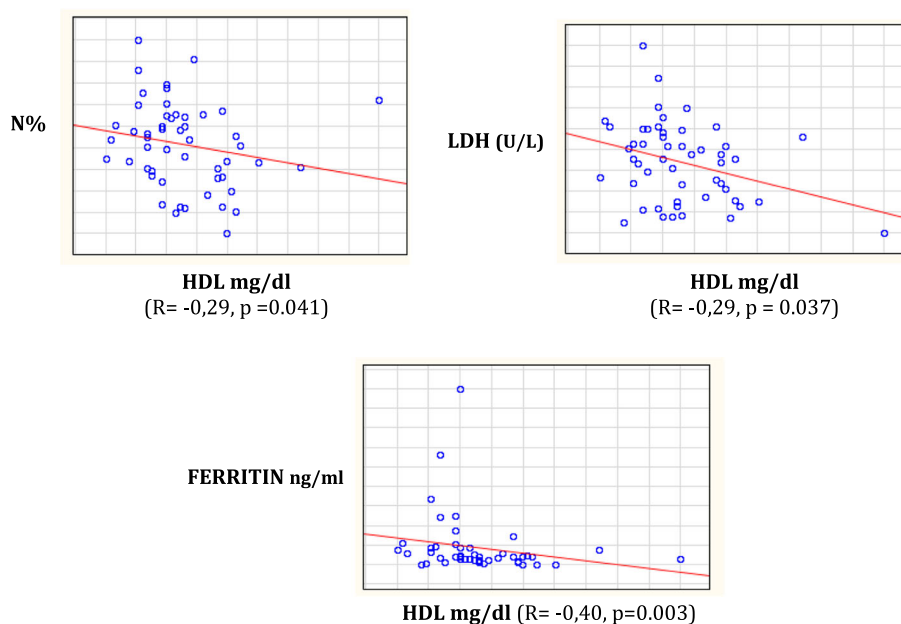 N%
HDL mg/dl
(R= -0,29, p =0.041)
LDH (U/L)
HDL mg/dl
(R= -0,29, p = 0.037)
FERRITIN ng/ml
HDL mg/dl (R= -0,40, p=0.003)